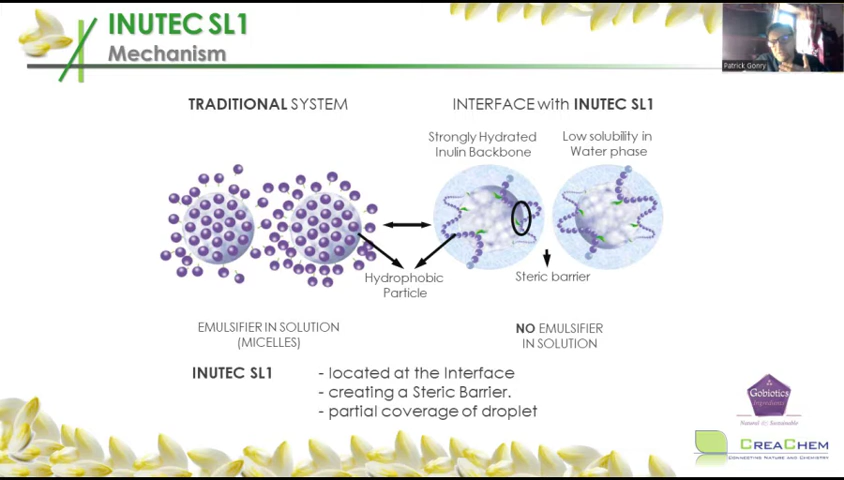 INUTEC SL1
Mechanism
Patrick Gonry
TRADITIONAL SYSTEM
INTERFACE with INUTEC SL1
Strongly Hydrated
Inulin Backbone
Low solubility in
Water phase
Hydrophobic
Particle
Steric barrier
EMULSIFIER IN SOLUTION
(MICELLES)
NO EMULSIFIER
IN SOLUTION
INUTEC SL1 - located at the Interface
- creating a Steric Barrier.
- partial coverage of droplet
Gobiotics
Ingredients
Natural & Sustainable
CREACHEM
CONNECTING NATURE AND CHEMISTRY